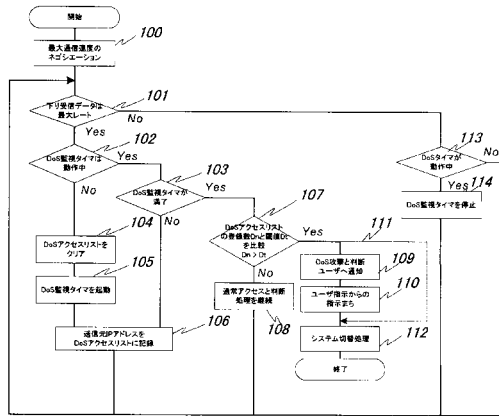 開始
100
最大通信速度の
ネゴシエーション
101
下り受信データは
最大レート
No
Yes
102
DoS監視タイマは
動作中
Yes
No
103
DoS監視タイマが
満了
Yes
No
104
DoSアクセスリストを
クリア
105
DoS監視タイマを起動
106
送信元IPアドレスを
DoSアクセスリストに記録
107
DoSアクセスリスト
の登録数Dnと閾値Dt
を比較
Dn > Dt
Yes
No
通常アクセスと判断
処理を継続
108
111
DoS攻撃と判断
ユーザへ通知
109
ユーザ指示からの
指示まち
110
システム切替処理
112
終了
113
DoSタイマが
動作中
No
Yes
114
DoS監視タイマを停止